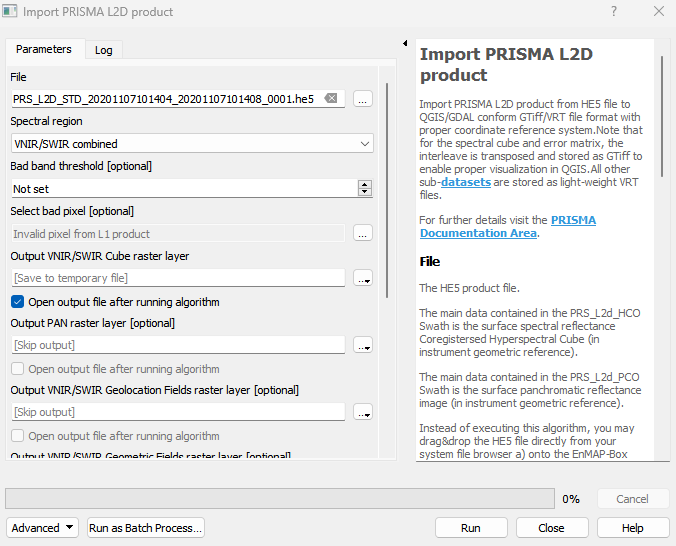 Import PRISMA L2D product
Parameters
Log
File
PRS_L2D_STD_20201107101404_20201107101408_0001.he5
...
Spectral region
VNIR/SWIR combined
Bad band threshold [optional]
Not set
Select bad pixel [optional]
Invalid pixel from L1 product
...
Output VNIR/SWIR Cube raster layer
[Save to temporary file]
...
Open output file after running algorithm
Output PAN raster layer [optional]
[Skip output]
...
Open output file after running algorithm
Output VNIR/SWIR Geolocation Fields raster layer [optional]
[Skip output]
...
Open output file after running algorithm
Output VNIR/SWIR Geometric Fields raster layer [optional]
Import PRISMA L2D
product
Import PRISMA L2D product from HE5 file to
QGIS/GDAL conform GTiff/VRT file format with
proper coordinate reference system.Note that
for the spectral cube and error matrix, the
interleave is transposed and stored as GTiff to
enable proper visualization in QGIS.All other
sub-datasets are stored as light-weight VRT
files.
For further details visit the PRISMA
Documentation Area.
File
The HE5 product file.
The main data contained in the PRS_L2d_HCO
Swath is the surface spectral reflectance
Coregistersed Hyperspectral Cube (in
instrument geometric reference).
The main data contained in the PRS_L2d_PCO
Swath is the surface panchromatic reflectance
image (in instrument geometric reference).
Instead of executing this algorithm, you may
drag&drop the HE5 file directly from your
system file browser a) onto the EnMAP-Box
0%
Cancel
Advanced
Run as Batch Process...
Run
Close
Help